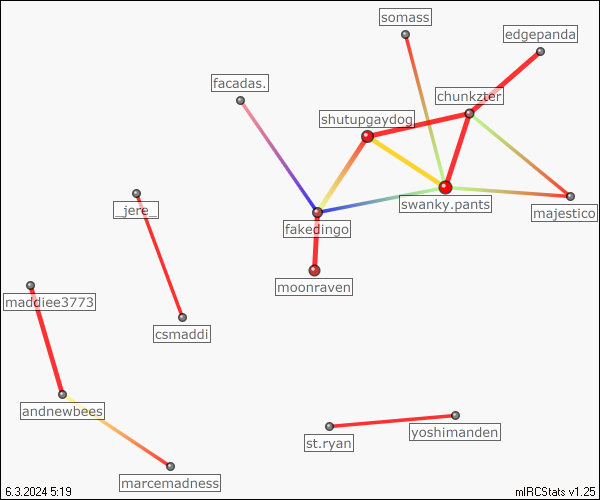 somass
edgepanda
facadas.
chunkzter
shutupgaydog
_jere_
swanky.pants
majestico
fakedingo
moonraven
maddiee3773
csmaddi
andnewbees
yoshimanden
st.ryan
marcemadness
6.3.2024 5:19
mIRCStats v1.25